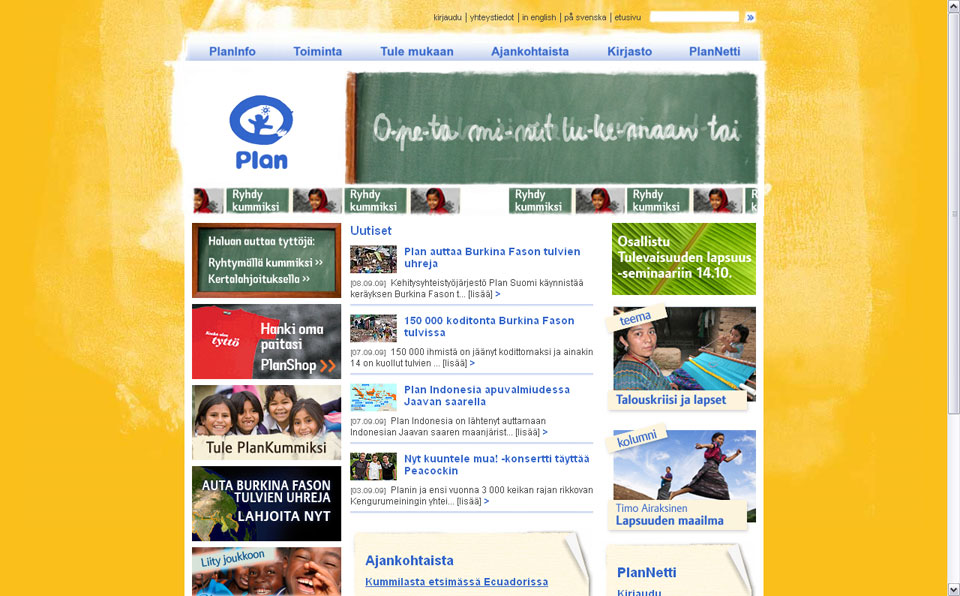 kirjaudu | yhteystiedot | in english | på svenska | etusivu
»
PlanInfo Toiminta Tule mukaan Ajankohtaista Kirjasto PlanNetti
Plan
O-pe-ta mi-nut lu-ke-maan tai
Ryhdy
kummiksi
Ryhdy
kummiksi
Ryhdy
kummiksi
Ryhdy
kummiksi
Haluan auttaa tyttöjä:
Ryhtymällä kummiksi >>
Kertalahjoituksella >>
Hanki oma
paitasi
PlanShop >>
tyttö
Tule PlanKummiksi
AUTA BURKINA FASON
TULVIEN UHREJA
LAHJOITA NYT
Liity joukkoon
Uutiset
Plan auttaa Burkina Fason tulvien
uhreja
[08.09.09] Kehitysyhteistyöjärjestö Plan Suomi käynnistää
keräyksen Burkina Fason t... [lisää] >
150 000 koditonta Burkina Fason
tulvissa
[07.09.09] 150 000 ihmistä on jäänyt kodittomaksi ja ainakin
14 on kuollut tulvien ... [lisää] >
Plan Indonesia apuvalmiudessa
Jaavan saarella
[07.09.09] Plan Indonesia on lähtenyt auttamaan
Indonesian Jaavan saaren maanjärist... [lisää] >
Nyt kuuntele mua! -konsertti täyttää
Peacockin
[03.09.09] Planin ja ensi vuonna 3 000 keikan rajan rikkovan
Kengurumeiningin yhtei... [lisää] >
Ajankohtaista
Kummilasta etsimässä Ecuadorissa
Osallistu
Tulevaisuuden lapsuus
-seminaariin 14.10.
teema
Talouskriisi ja lapset
kolumni
Timo Airaksinen
Lapsuuden maailma
PlanNetti
Kirjaudu